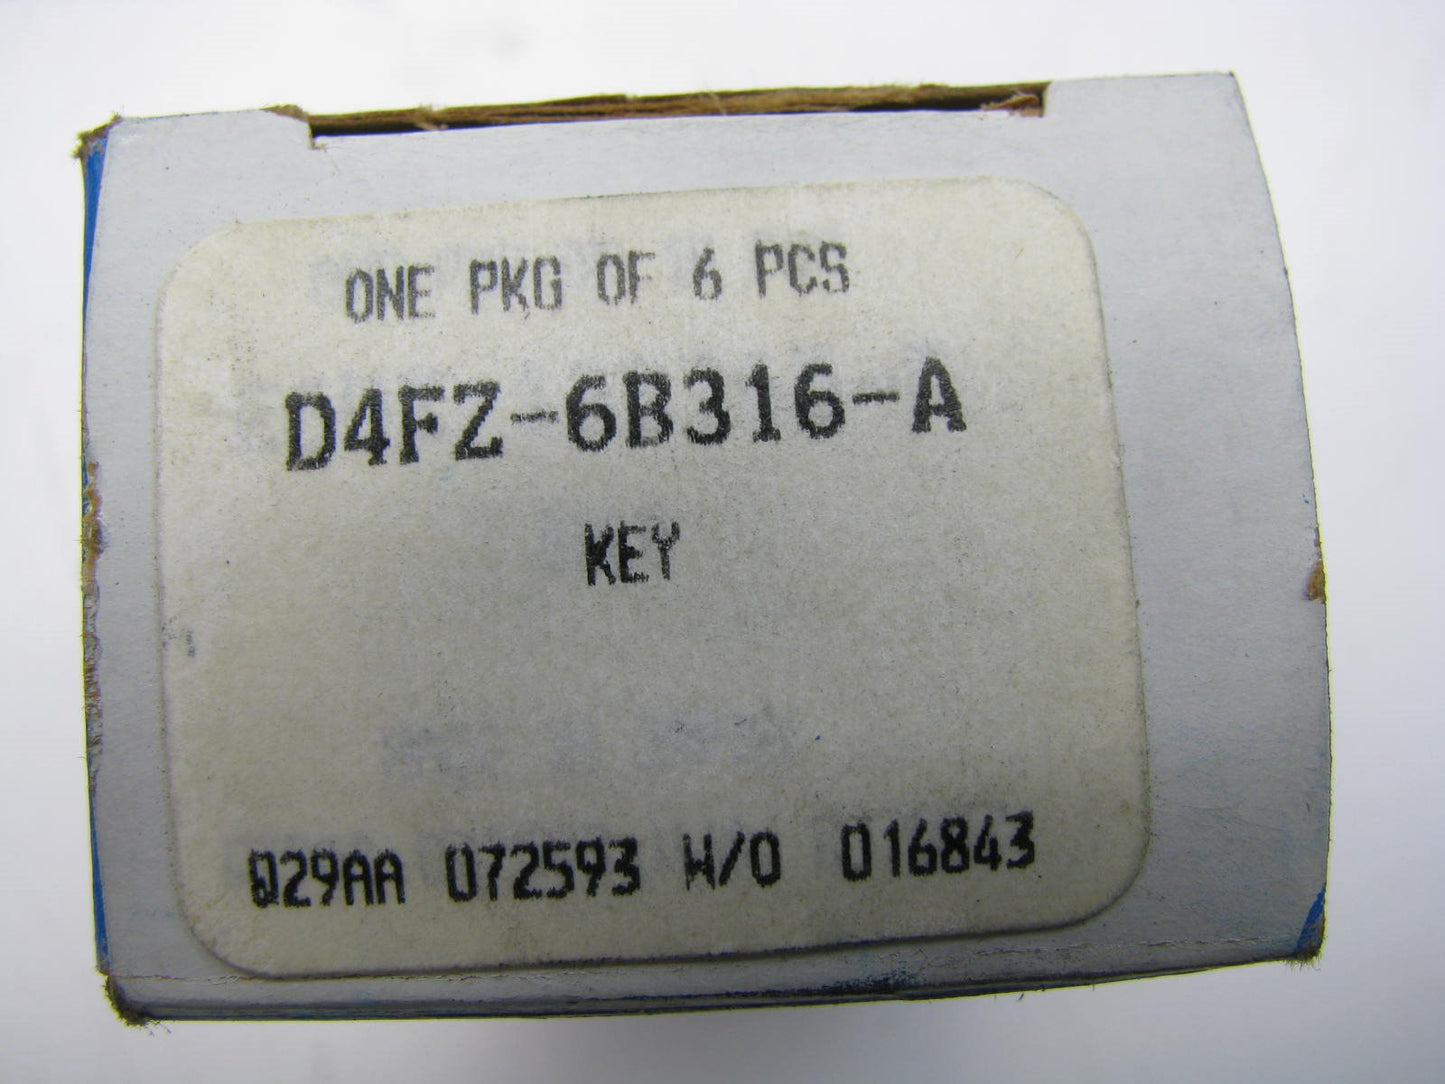 ONE PKG OF 6 PCS
D4FZ-6B316-A
KEY
Q29AA 072593 W/O 016843